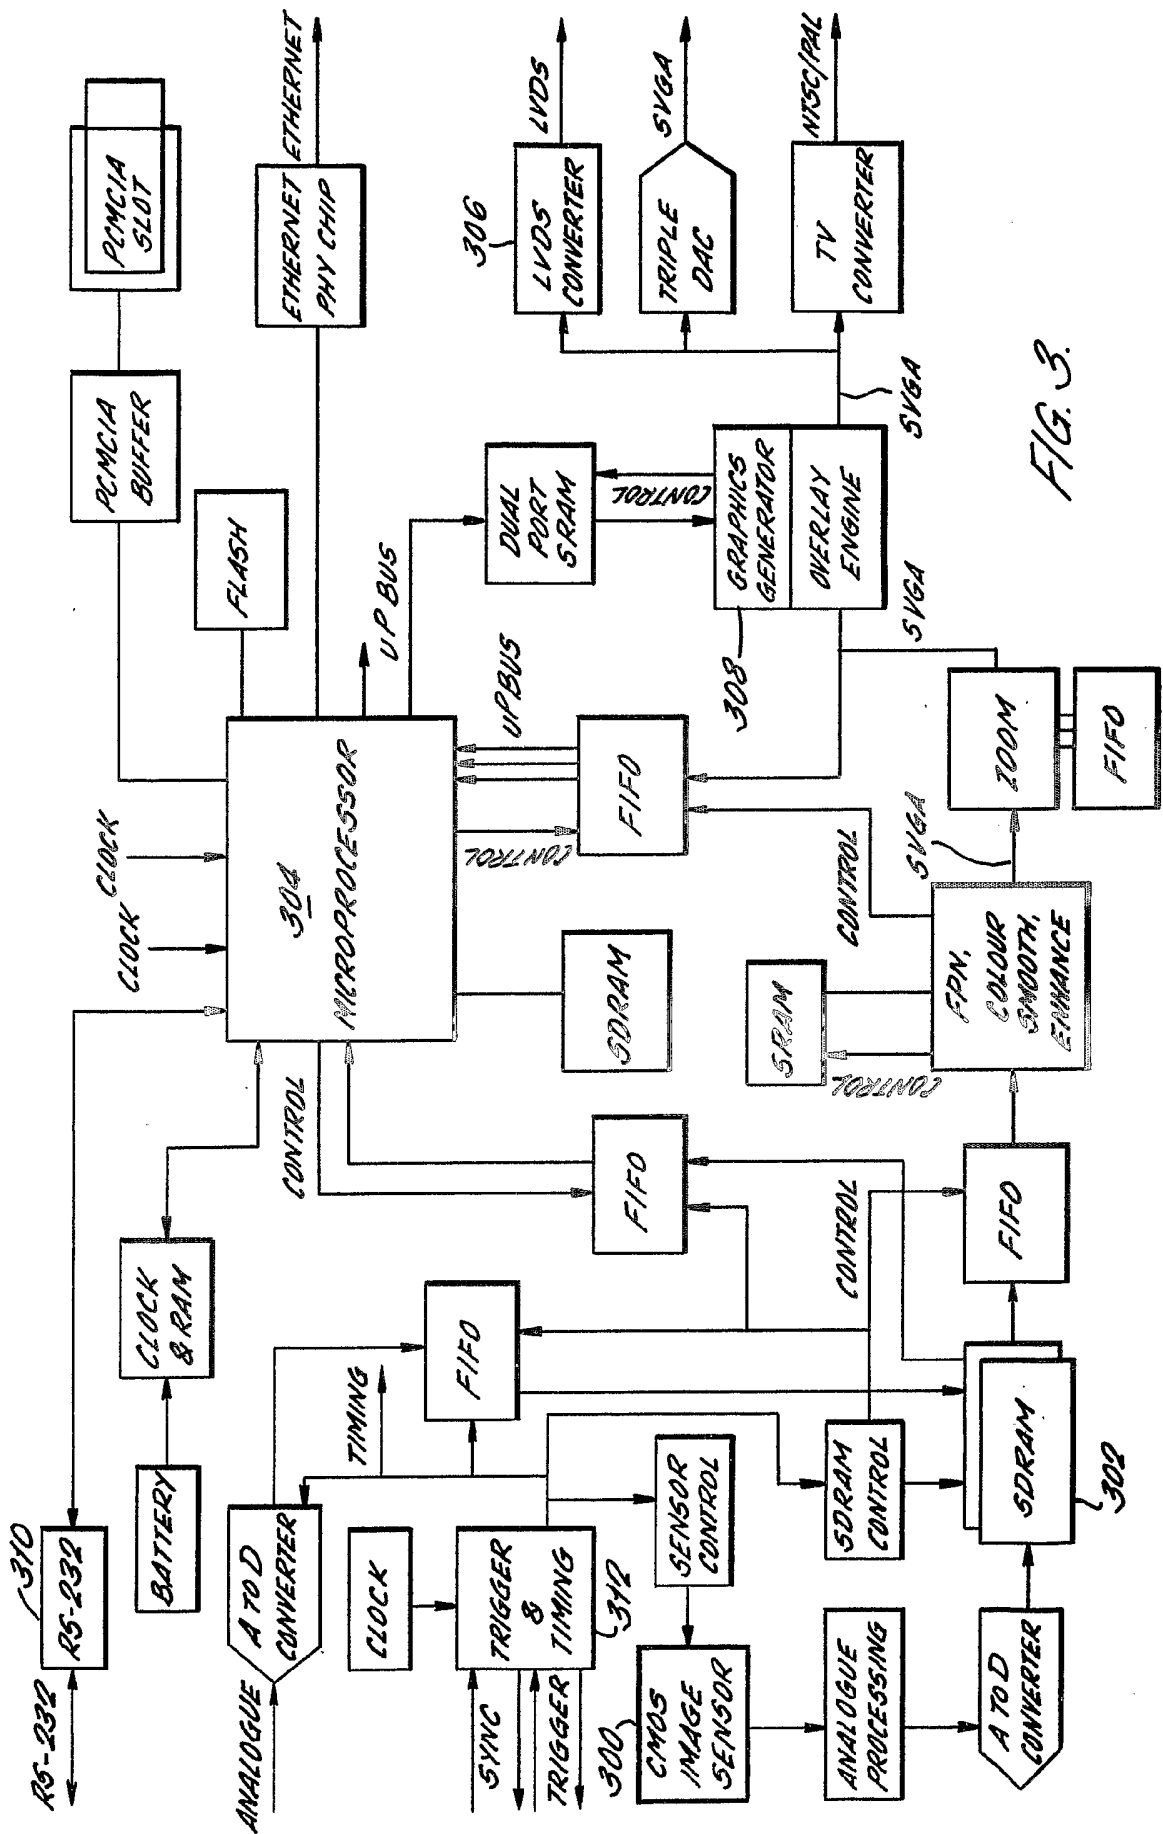 RS-232
310
RS-232
BATTERY
CLOCK
& RAM
CLOCK
CLOCK
PCMCIA
BUFFER
PCMCIA
SLOT
FLASH
ANALOGUE
A TO D
CONVERTER
TIMING
CONTROL
304
MICROPROCESSOR
UP BUS
ETHERNET
PHY CHIP
ETHERNET
CLOCK
SYNC
TRIGGER
TRIGGER
&
TIMING
312
FIFO
FIFO
SDRAM
CONTROL
FIFO
UPBUS
DUAL
PORT
SRAM
CONTROL
306
LVDS
CONVERTER
LVDS
300
CMOS
IMAGE
SENSOR
SENSOR
CONTROL
SRAM
CONTROL
308
GRAPHICS
GENERATOR
OVERLAY
ENGINE
TRIPLE
DAC
SVGA
ANALOGUE
PROCESSING
SDRAM
CONTROL
CONTROL
CONTROL
SVGA
SVGA
TV
CONVERTER
NTSC/PAL
A TO D
CONVERTER
SDRAM
302
FIFO
FPN,
COLOUR
SMOOTH,
ENHANCE
SVGA
ZOOM
FIFO
FIG. 3.